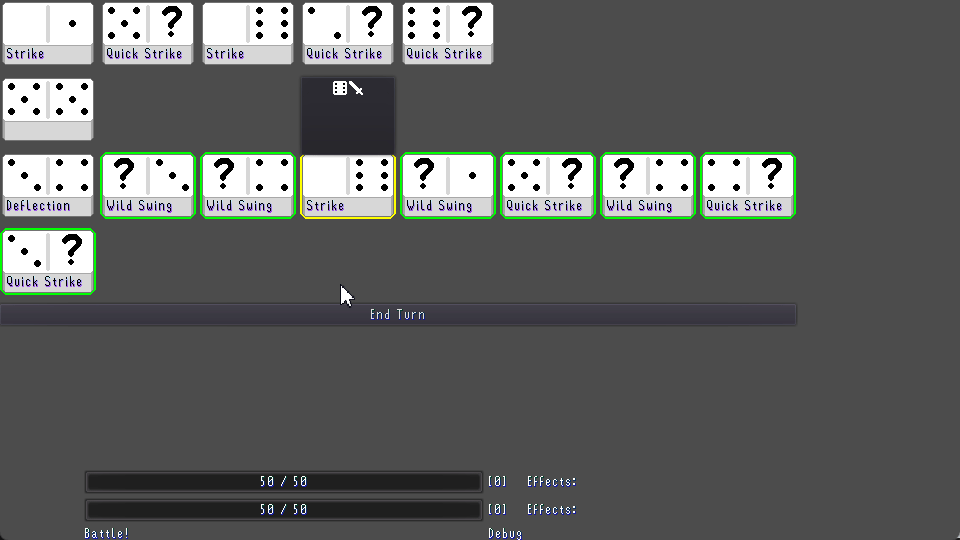 Strike
? Quick Strike
Strike
? Quick Strike
? Quick Strike
Deflection
? Wild Swing
? Wild Swing
Strike
? Wild Swing
? Quick Strike
? Wild Swing
? Quick Strike
? Quick Strike
End Turn
50 / 50 [0] Effects:
50 / 50 [0] Effects:
Battle! Debug